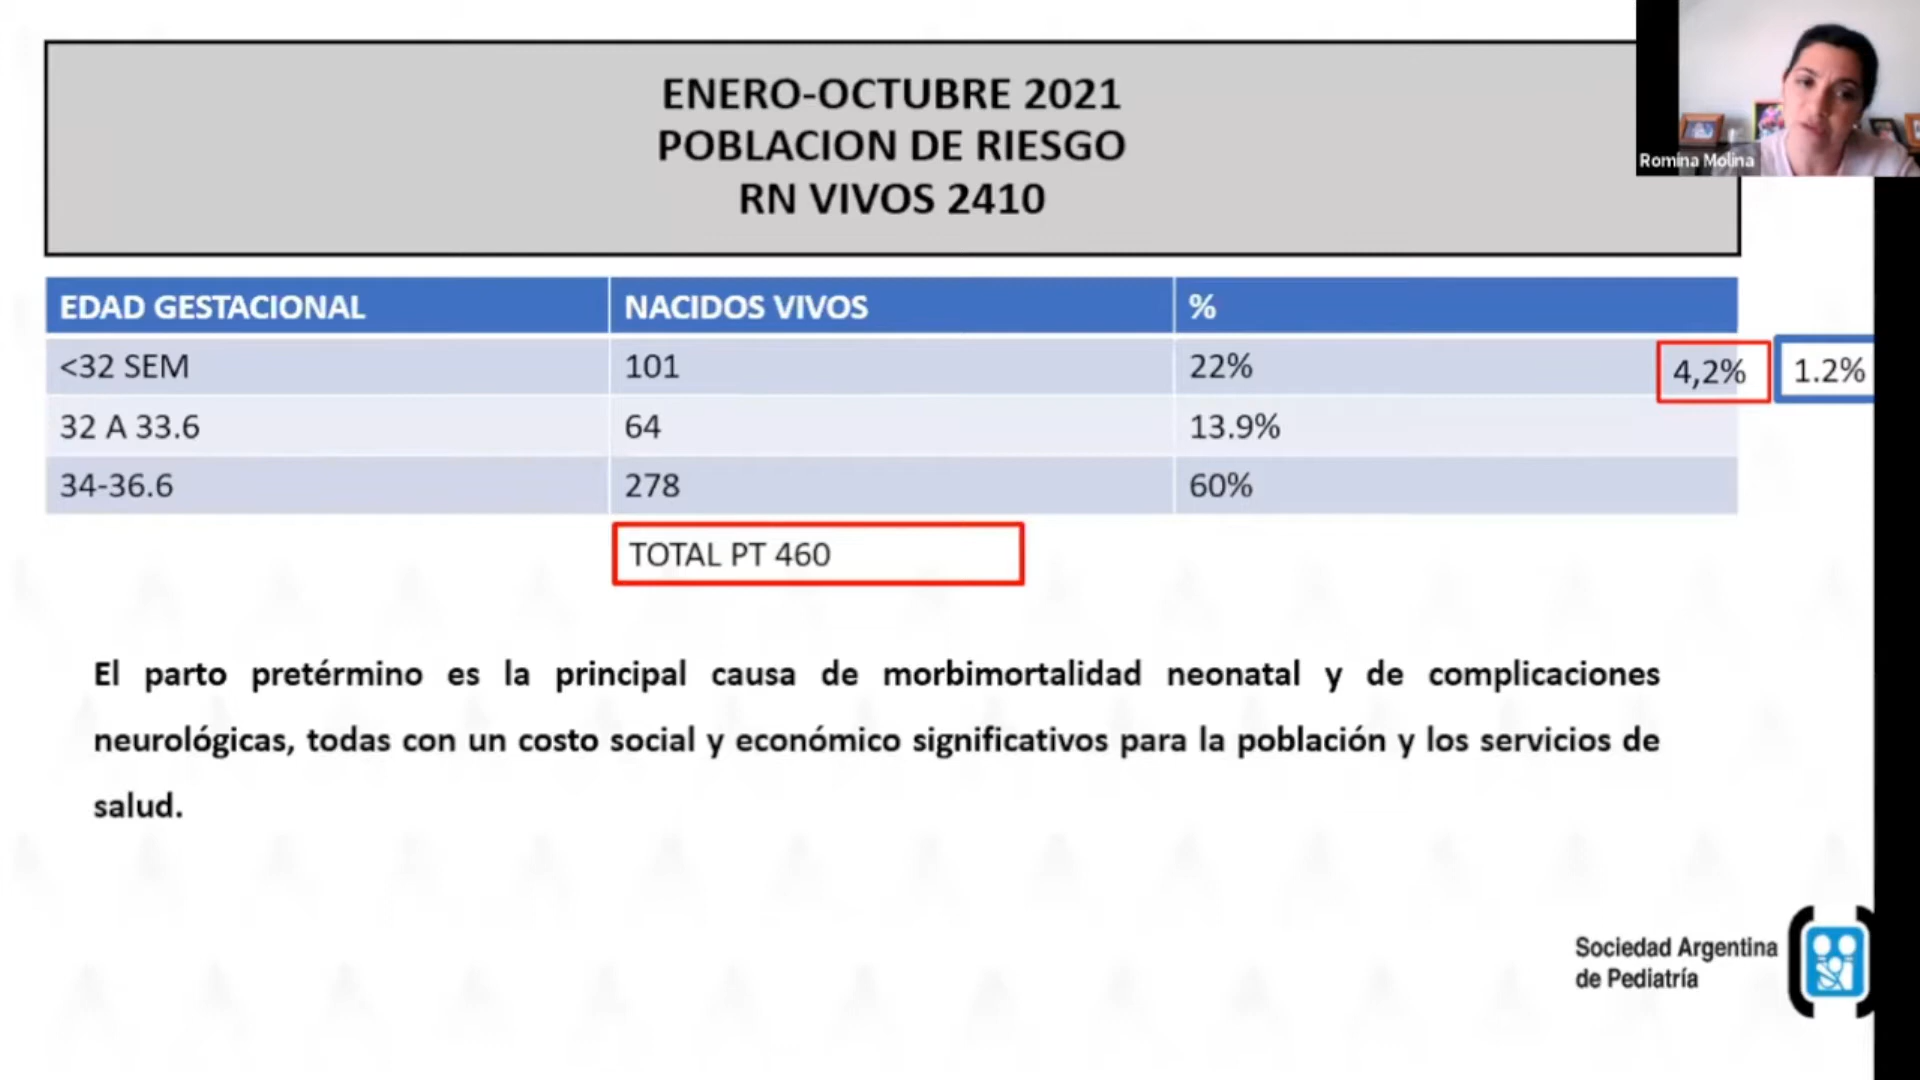 ENERO-OCTUBRE 2021
POBLACION DE RIESGO
RN VIVOS 2410
Romina Molina
EDAD GESTACIONAL NACIDOS VIVOS %
<32 SEM 101 22% 4,2% 1.2%
32 A 33.6 64 13.9%
34-36.6 278 60%
TOTAL PT 460
El parto pretérmino es la principal causa de morbimortalidad neonatal y de complicaciones
neurológicas, todas con un costo social y económico significativos para la población y los servicios de
salud.
Sociedad Argentina
de Pediatría